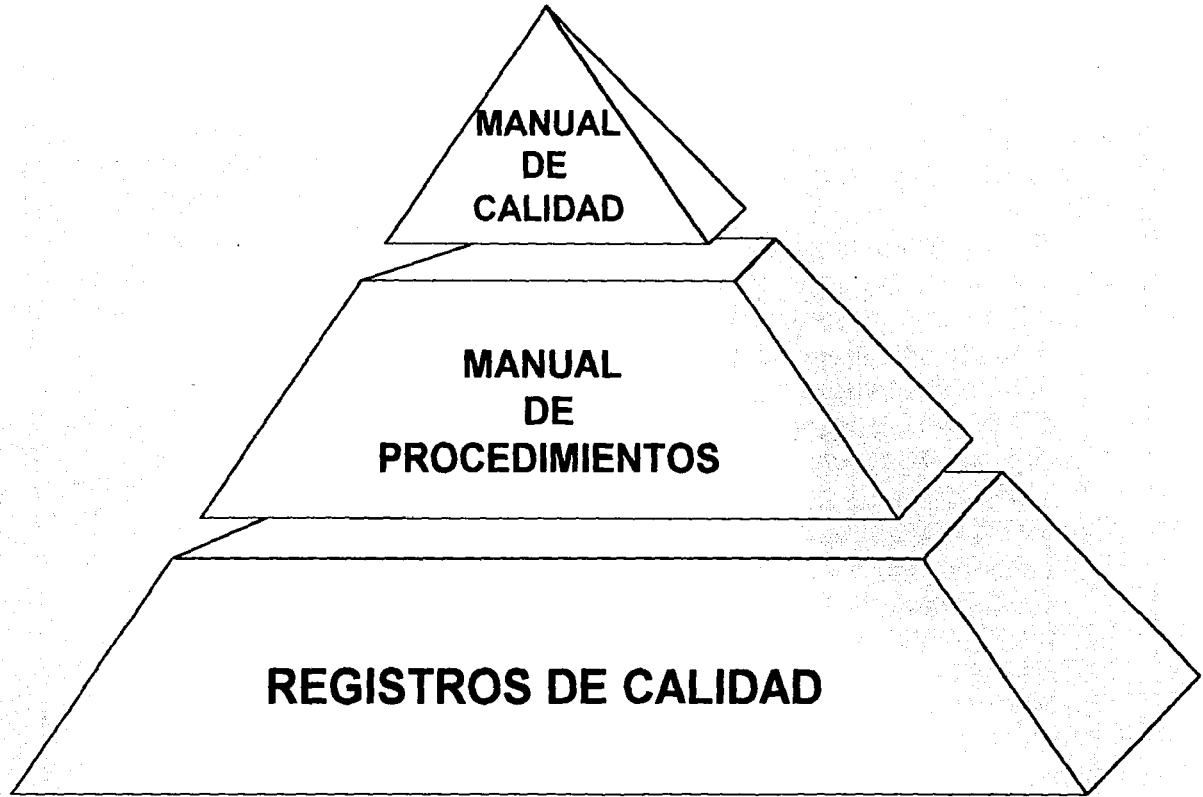 MANUAL
DE
CALIDAD
MANUAL
DE
PROCEDIMIENTOS
REGISTROS DE CALIDAD